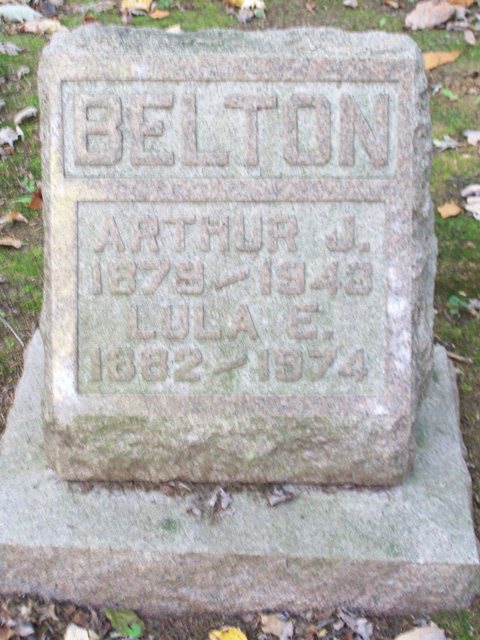 BELTON
ARTHUR J.
1879-1948
LULA E.
1882-1974